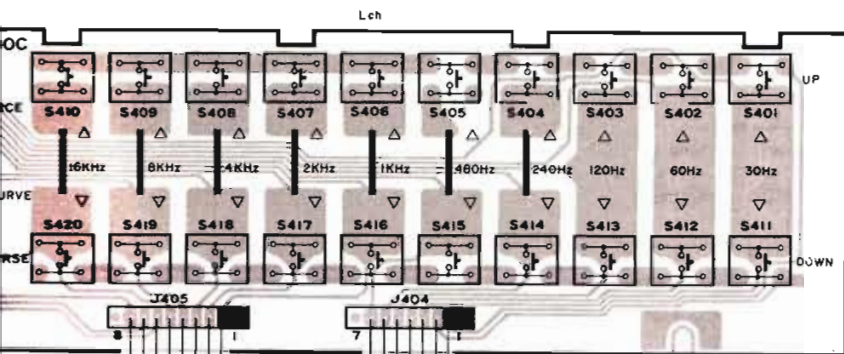 Lch
OC
UP
S410 S409 S408 S407 S406 S405 S404 S403 S402 S401
RCE
16KHz 8KHz 4KHz 2KHz 1KHz 480Hz 240Hz 120Hz 60Hz 30Hz
URVE
S420 S419 S418 S417 S416 S415 S414 S413 S412 S411
RSE
DOWN
J405 J404
8 1 7 1